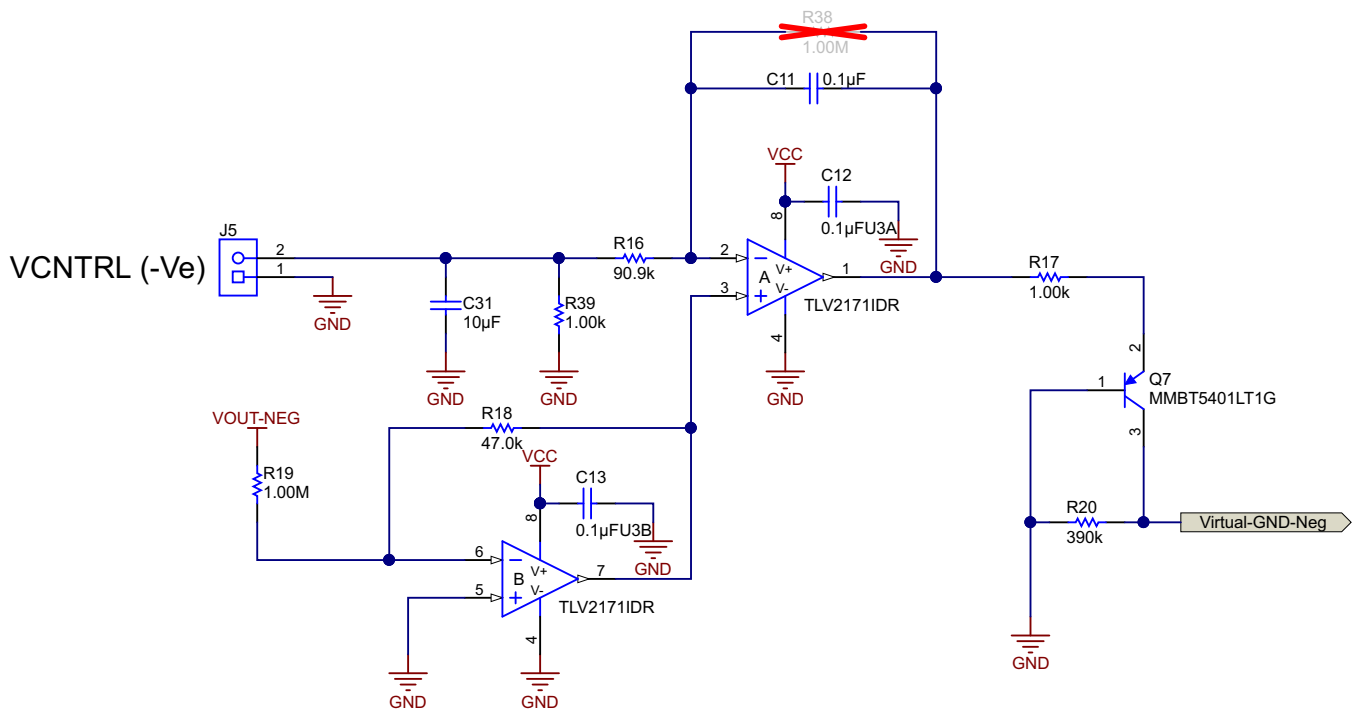 R38
1.00M
C11
0.1µF
VCC
C12
8
0.1µFU3A
GND
J5
VCNTRL (-Ve)
2
1
GND
R16
90.9k
2
3
A
V+
V-
1
TLV2171IDR
4
GND
C31
10µF
GND
R39
1.00k
GND
R17
1.00k
2
1
Q7
MMBT5401LT1G
3
VOUT-NEG
R18
47.0k
R19
1.00M
VCC
C13
8
0.1µFU3B
GND
6
5
B
V+
V-
7
TLV2171IDR
4
GND
GND
R20
390k
Virtual-GND-Neg
GND